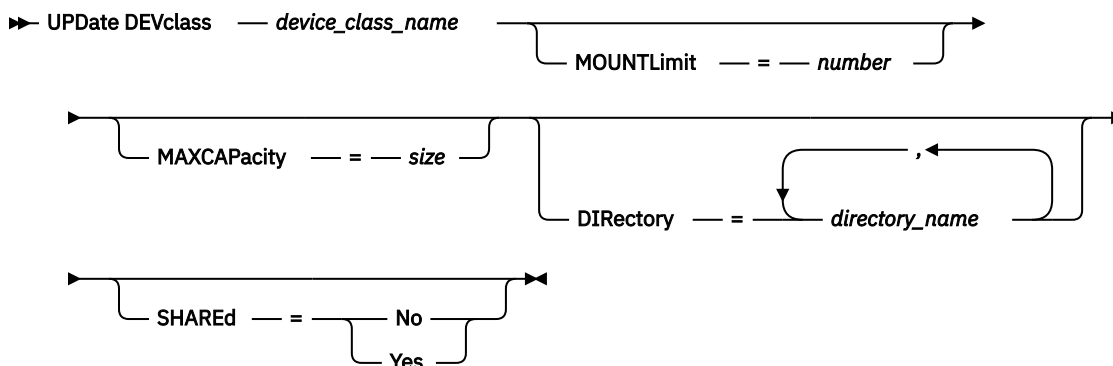 UPDate DEVclass device_class_name
MOUNTLimit = number
MAXCAPacity = size
,
DIRectory = directory_name
SHAREd = No
Yes